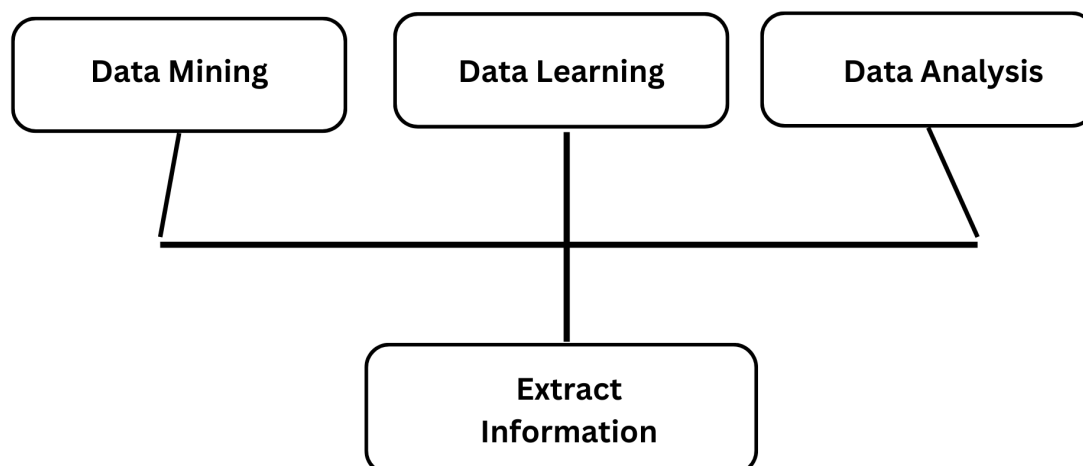 Data Mining
Data Learning
Data Analysis
Extract
Information